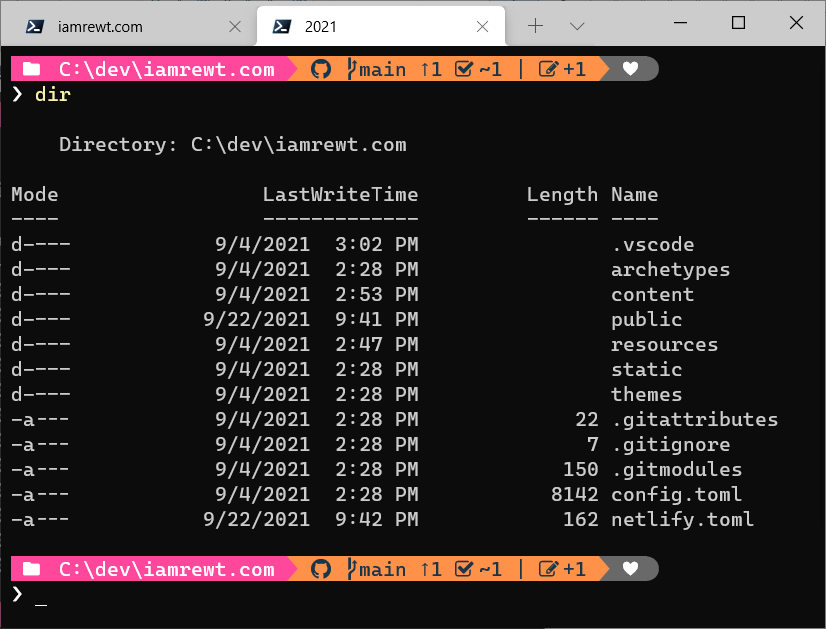 iamrewt.com
2021
C:\dev\iamrewt.com main ↑1 ~1 | +1
❯ dir
Directory: C:\dev\iamrewt.com
Mode LastWriteTime Length Name
---- ------------- ------ ----
d---- 9/4/2021 3:02 PM .vscode
d---- 9/4/2021 2:28 PM archetypes
d---- 9/4/2021 2:53 PM content
d---- 9/22/2021 9:41 PM public
d---- 9/4/2021 2:47 PM resources
d---- 9/4/2021 2:28 PM static
d---- 9/4/2021 2:28 PM themes
-a--- 9/4/2021 2:28 PM 22 .gitattributes
-a--- 9/4/2021 2:28 PM 7 .gitignore
-a--- 9/4/2021 2:28 PM 150 .gitmodules
-a--- 9/4/2021 2:28 PM 8142 config.toml
-a--- 9/22/2021 9:42 PM 162 netlify.toml
C:\dev\iamrewt.com main ↑1 ~1 | +1
❯ _